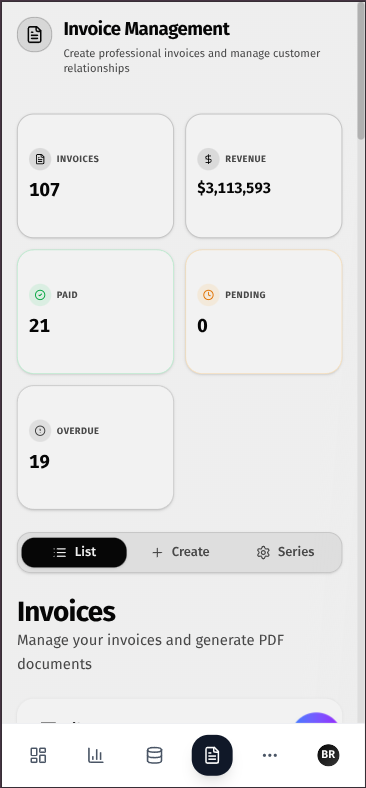 Invoice Management
Create professional invoices and manage customer
relationships
INVOICES
107
REVENUE
$3,113,593
PAID
21
PENDING
0
OVERDUE
19
List
Create
Series
Invoices
Manage your invoices and generate PDF
documents
BR